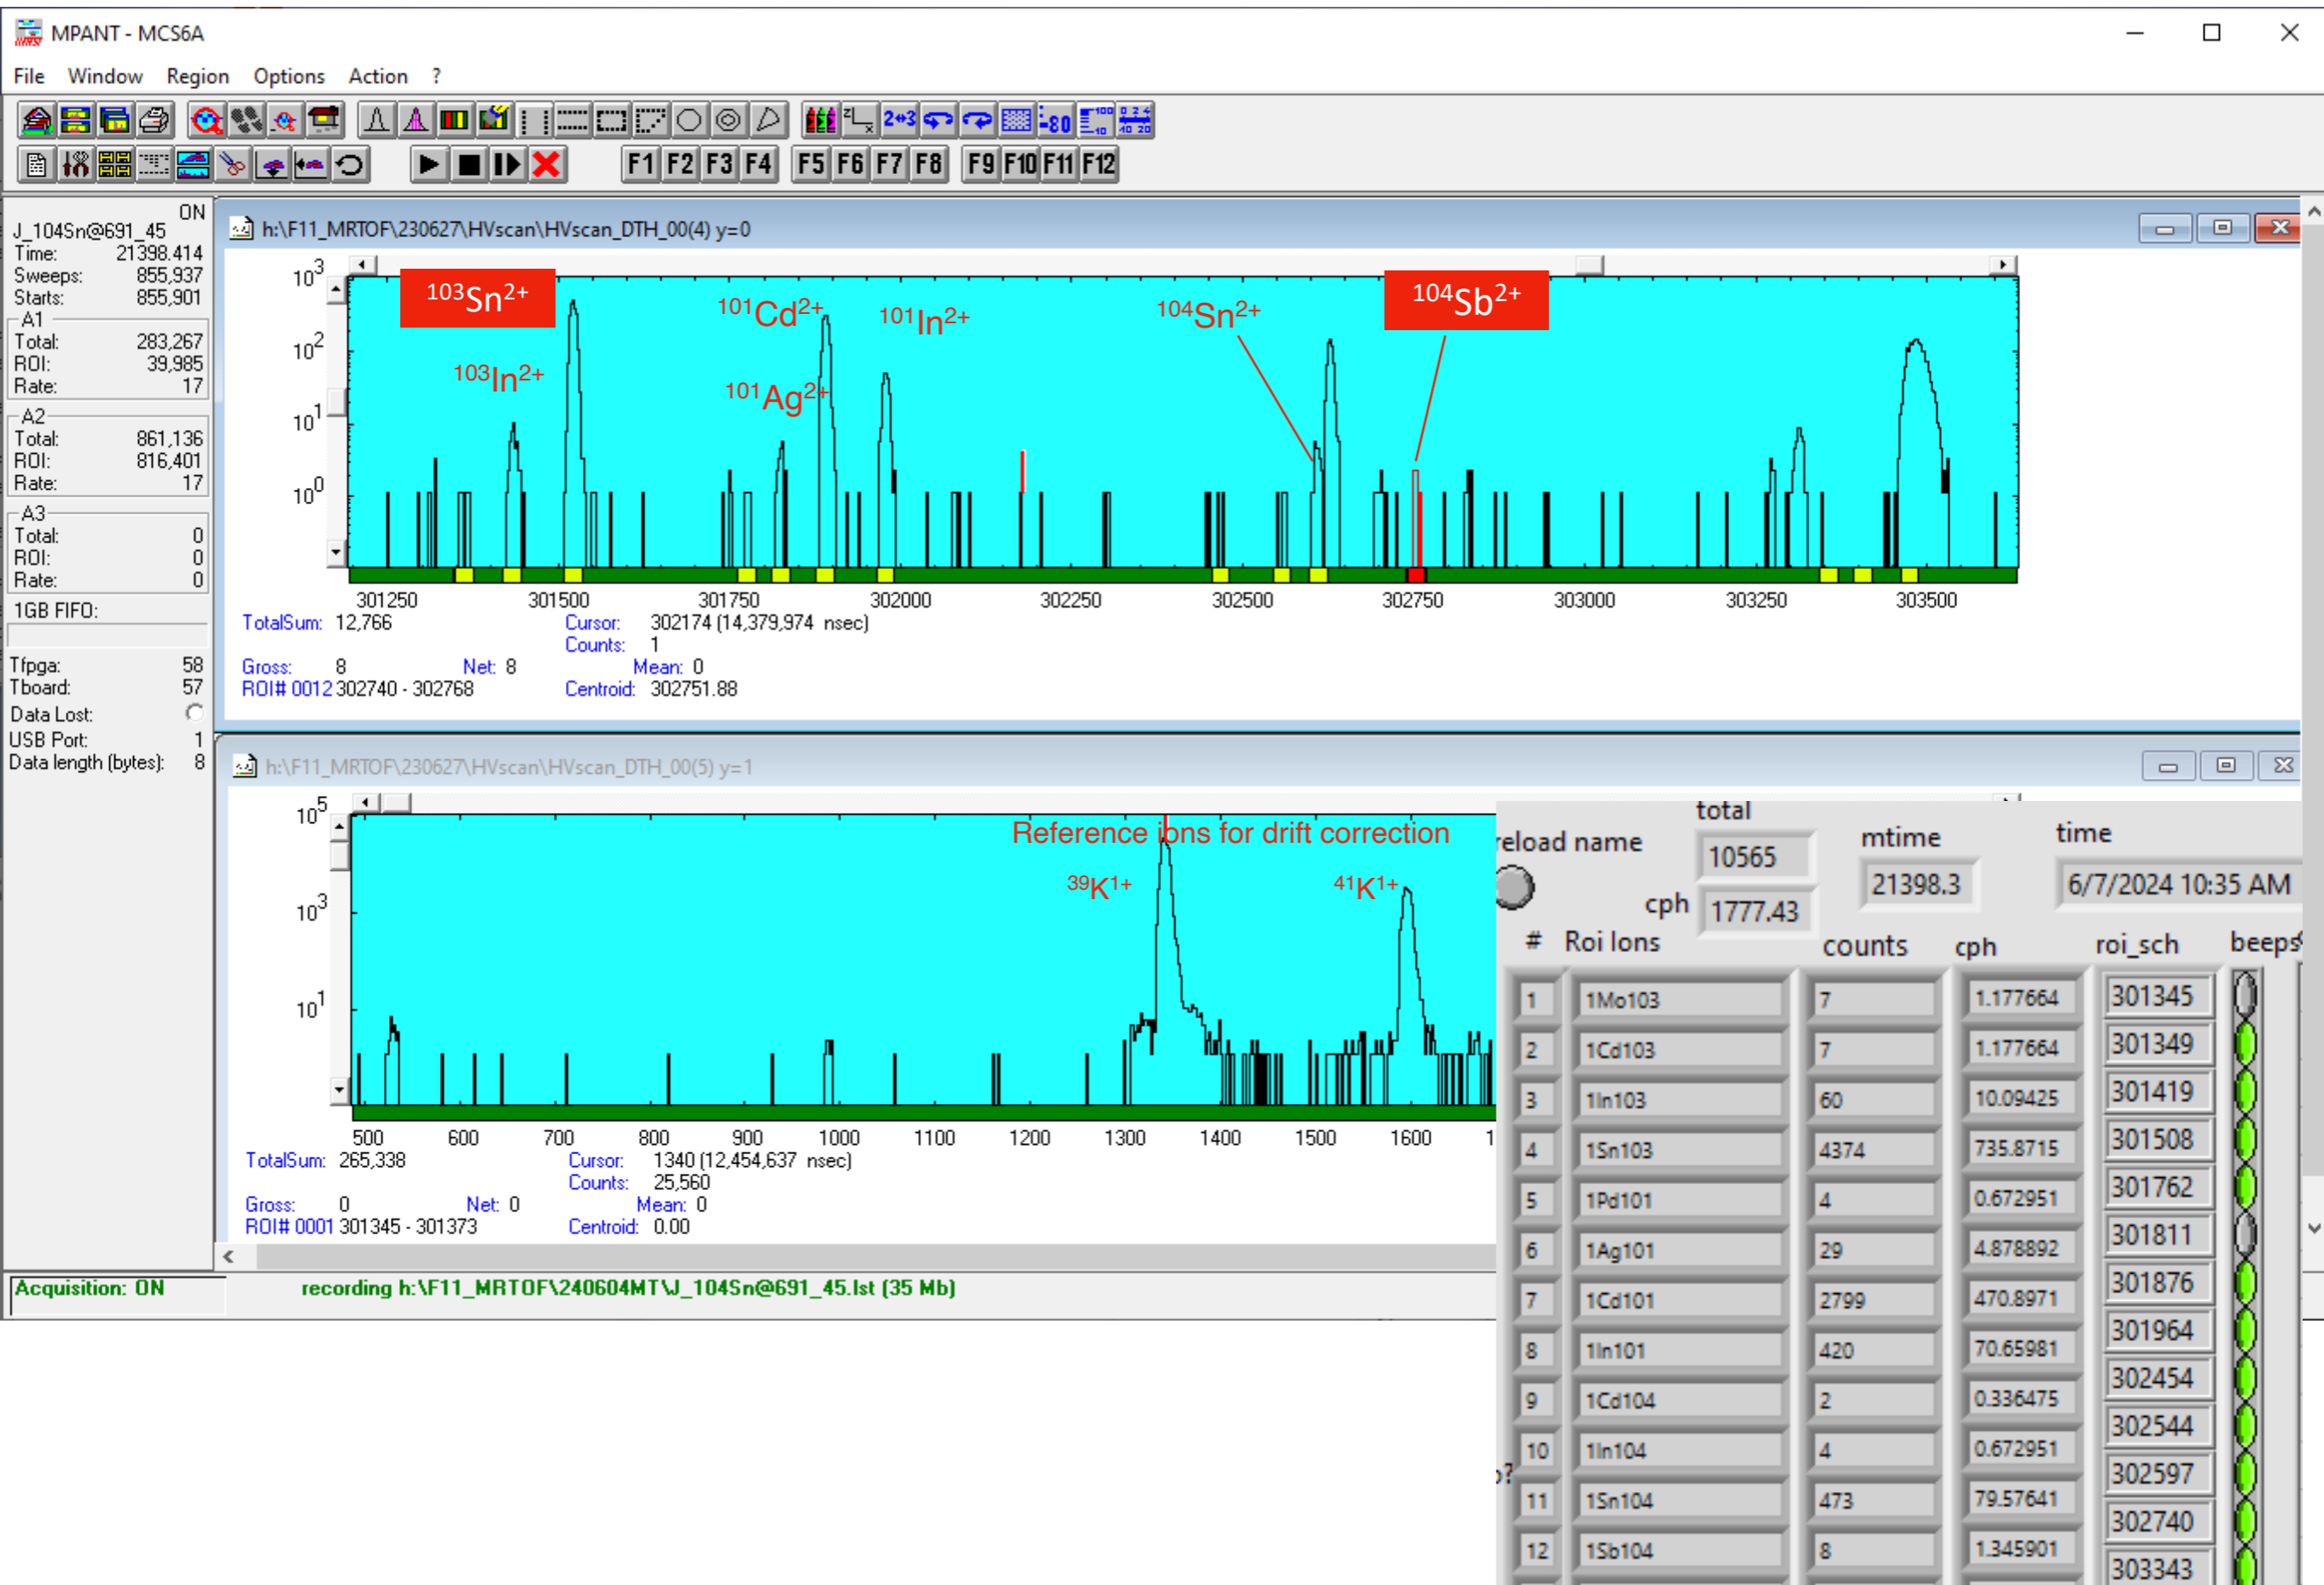 MPANT - MCS6A
File Window Region Options Action ?
F1 F2 F3 F4 F5 F6 F7 F8 F9 F10 F11 F12
ON
J_104Sn@691_45
Time: 21398.414
Sweeps: 855,937
Starts: 855,901
A1
Total: 283,267
ROI: 39,985
Rate: 17
A2
Total: 861,136
ROI: 816,401
Rate: 17
A3
Total: 0
ROI: 0
Rate: 0
1GB FIFO:
Tfpga: 58
Tboard: 57
Data Lost:
USB Port: 1
Data length (bytes): 8
h:\F11_MRTOF\230627\HVscan\HVscan_DTH_00(4) y=0
10³
10²
10¹
10⁰
¹⁰³Sn²⁺
¹⁰³In²⁺
¹⁰¹Cd²⁺
¹⁰¹In²⁺
¹⁰¹Ag²⁺
¹⁰⁴Sn²⁺
¹⁰⁴Sb²⁺
301250 301500 301750 302000 302250 302500 302750 303000 303250 303500
TotalSum: 12,766 Cursor: 302174 (14,379,974 nsec)
Counts: 1
Gross: 8 Net: 8 Mean: 0
ROI# 0012 302740 - 302768 Centroid: 302751.88
h:\F11_MRTOF\230627\HVscan\HVscan_DTH_00(5) y=1
10⁵
10³
10¹
Reference ions for drift correction
³⁹K¹⁺
⁴¹K¹⁺
500 600 700 800 900 1000 1100 1200 1300 1400 1500 1600 1
TotalSum: 265,338 Cursor: 1340 (12,454,637 nsec)
Counts: 25,560
Gross: 0 Net: 0 Mean: 0
ROI# 0001 301345 - 301373 Centroid: 0.00
Acquisition: ON recording h:\F11_MRTOF\240604MT\J_104Sn@691_45.lst (35 Mb)
total
reload name 10565 mtime time
21398.3 6/7/2024 10:35 AM
cph 1777.43
# Roi Ions counts cph roi_sch beeps
1 1Mo103 7 1.177664 301345
2 1Cd103 7 1.177664 301349
3 1In103 60 10.09425 301419
4 1Sn103 4374 735.8715 301508
5 1Pd101 4 0.672951 301762
6 1Ag101 29 4.878892 301811
7 1Cd101 2799 470.8971 301876
8 1In101 420 70.65981 301964
9 1Cd104 2 0.336475 302454
10 1In104 4 0.672951 302544
11 1Sn104 473 79.57641 302597
12 1Sb104 8 1.345901 302740
303343